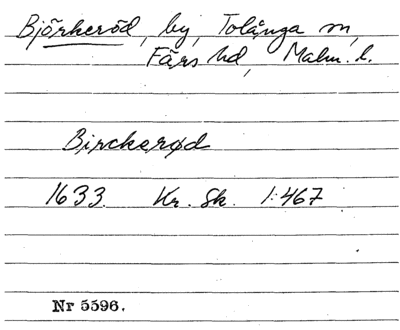 Björkeröd, by, Tolånga sn,
Färs hd, Malm. l.
Birckerød
1633. Kr. Sk. 1:467
Nr 5596.